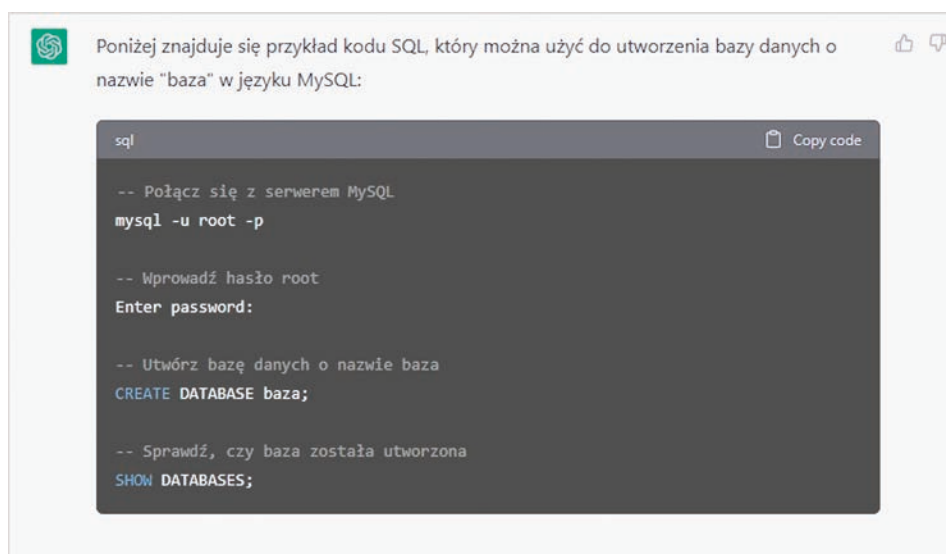 Poniżej znajduje się przykład kodu SQL, który można użyć do utworzenia bazy danych o
nazwie "baza" w języku MySQL:
sql Copy code
-- Połącz się z serwerem MySQL
mysql -u root -p
-- Wprowadź hasło root
Enter password:
-- Utwórz bazę danych o nazwie baza
CREATE DATABASE baza;
-- Sprawdź, czy baza została utworzona
SHOW DATABASES;